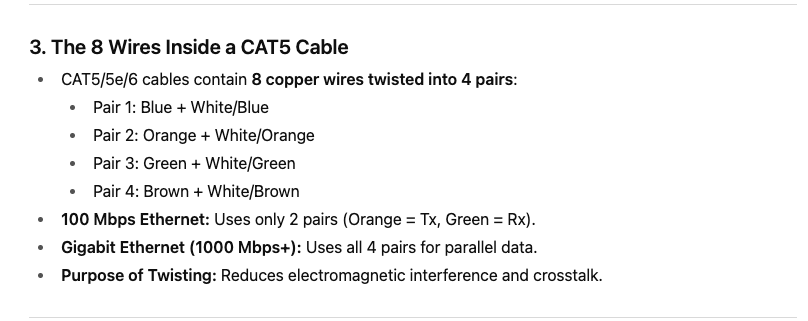 3. The 8 Wires Inside a CAT5 Cable
CAT5/5e/6 cables contain 8 copper wires twisted into 4 pairs:
Pair 1: Blue + White/Blue
Pair 2: Orange + White/Orange
Pair 3: Green + White/Green
Pair 4: Brown + White/Brown
100 Mbps Ethernet: Uses only 2 pairs (Orange = Tx, Green = Rx).
Gigabit Ethernet (1000 Mbps+): Uses all 4 pairs for parallel data.
Purpose of Twisting: Reduces electromagnetic interference and crosstalk.